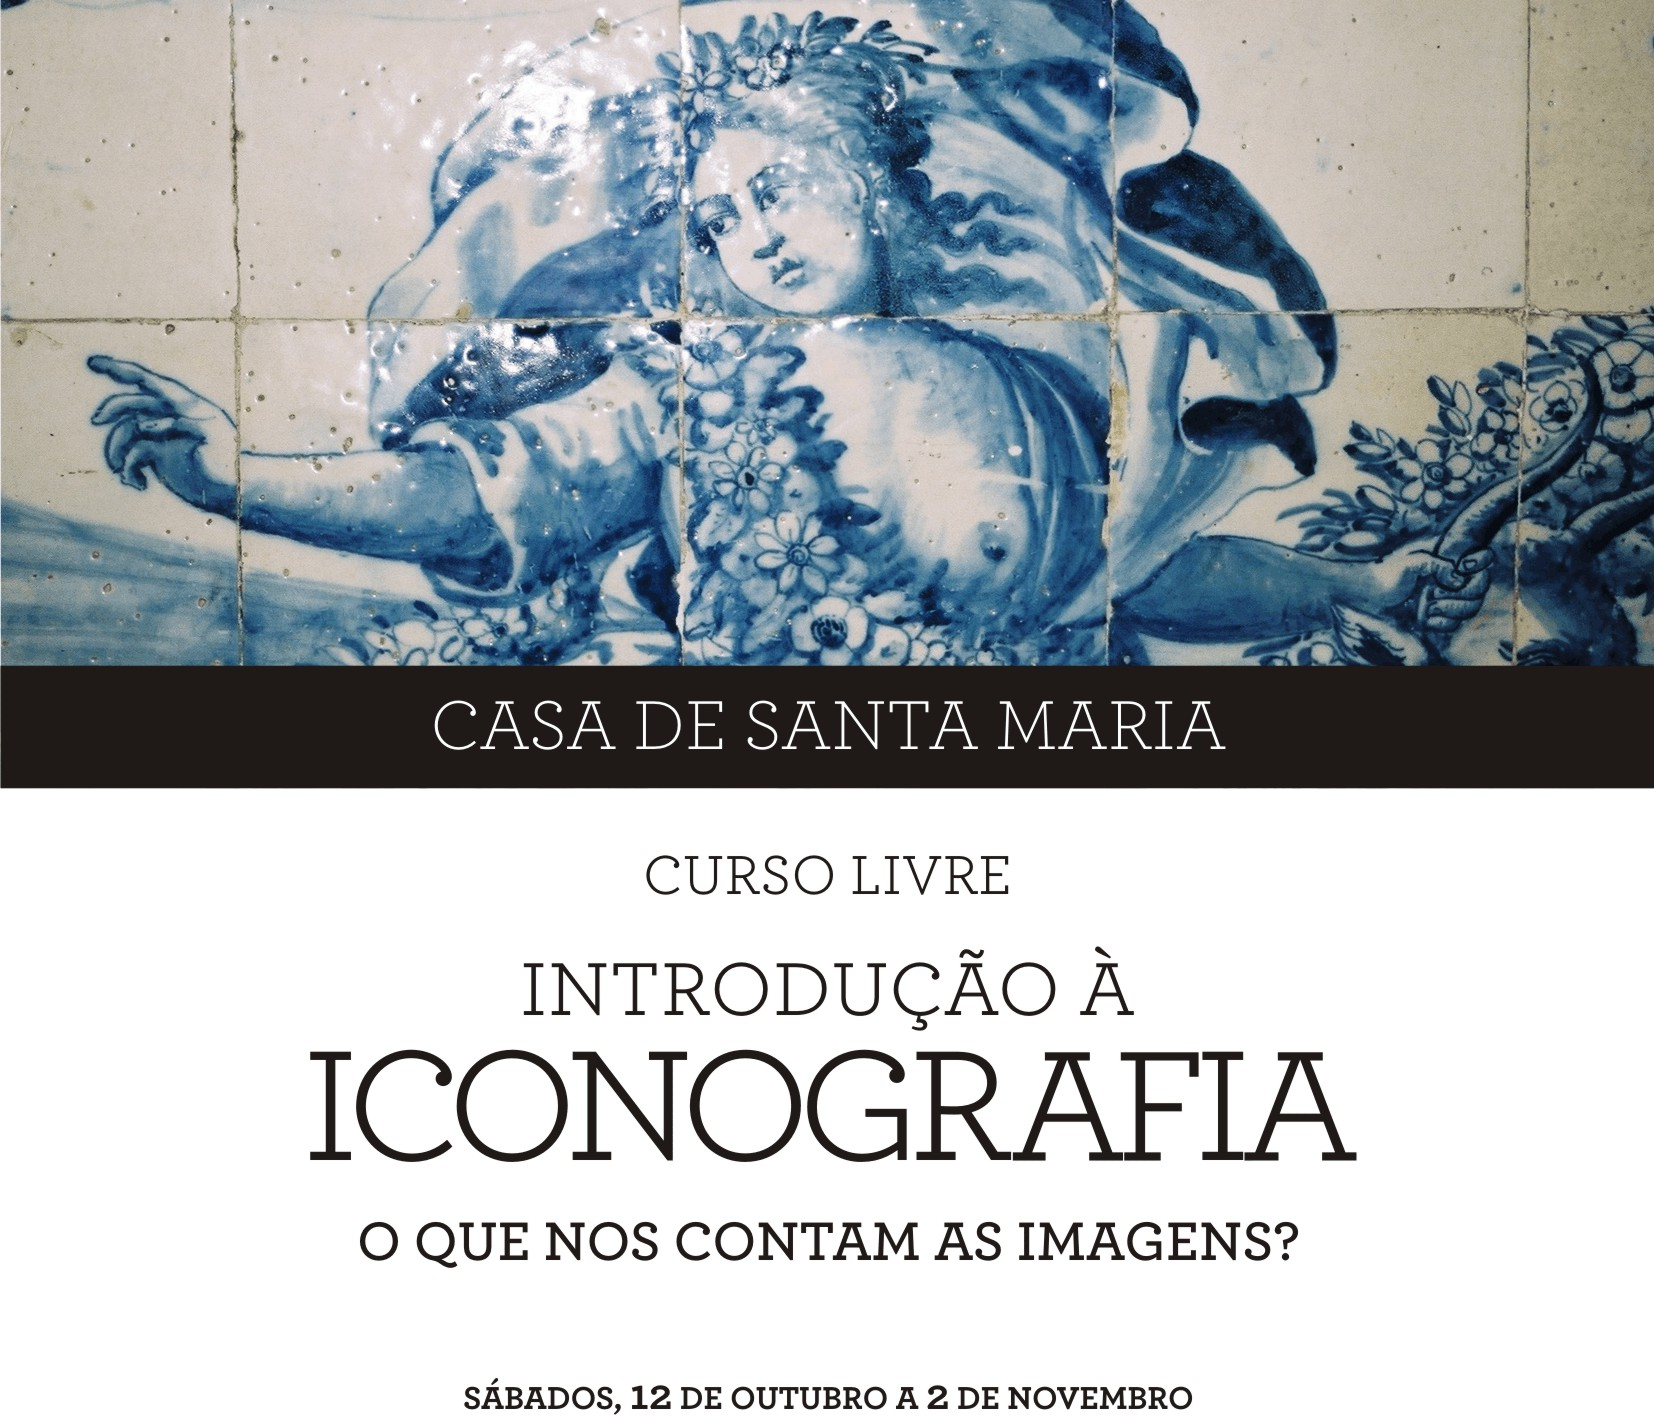 CASA DE SANTA MARIA
CURSO LIVRE
INTRODUÇÃO À
ICONOGRAFIA
O QUE NOS CONTAM AS IMAGENS?
SÁBADOS, 12 DE OUTUBRO A 2 DE NOVEMBRO